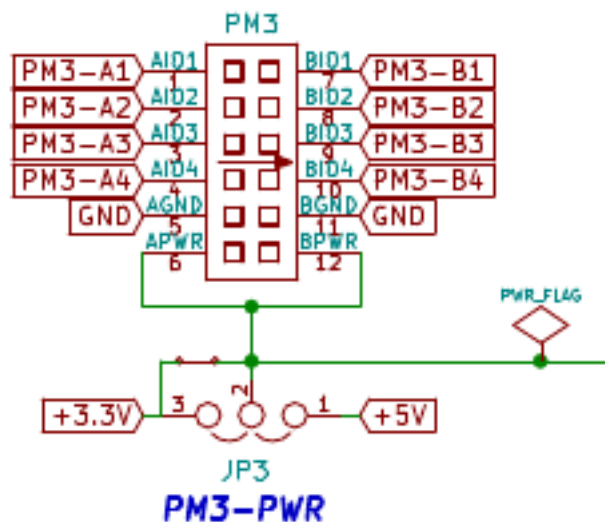 PM3
PM3-A1 AIO1 1 7 BIO1 PM3-B1
PM3-A2 AIO2 2 8 BIO2 PM3-B2
PM3-A3 AIO3 3 9 BIO3 PM3-B3
PM3-A4 AIO4 4 10 BIO4 PM3-B4
GND AGND 5 11 BGND GND
APWR 6 12 BPWR
PWR_FLAG
+3.3V 3 2 1 +5V
JP3
PM3-PWR